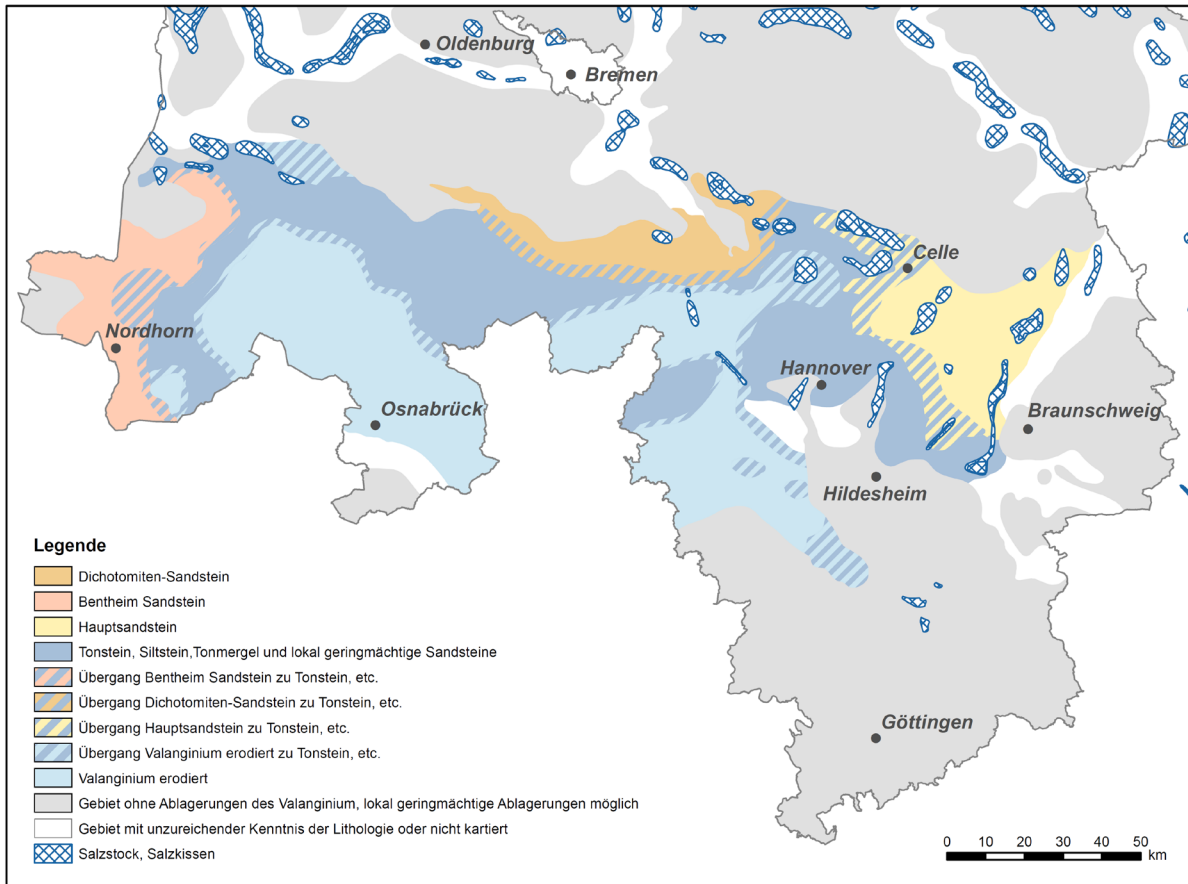 Oldenburg
Bremen
Celle
Nordhorn
Hannover
Osnabrück
Braunschweig
Hildesheim
Göttingen
Legende
Dichotomiten-Sandstein
Bentheim Sandstein
Hauptsandstein
Tonstein, Siltstein,Tonmergel und lokal geringmächtige Sandsteine
Übergang Bentheim Sandstein zu Tonstein, etc.
Übergang Dichotomiten-Sandstein zu Tonstein, etc.
Übergang Hauptsandstein zu Tonstein, etc.
Übergang Valanginium erodiert zu Tonstein, etc.
Valanginium erodiert
Gebiet ohne Ablagerungen des Valanginium, lokal geringmächtige Ablagerungen möglich
Gebiet mit unzureichender Kenntnis der Lithologie oder nicht kartiert
Salzstock, Salzkissen
0 10 20 30 40 50
km